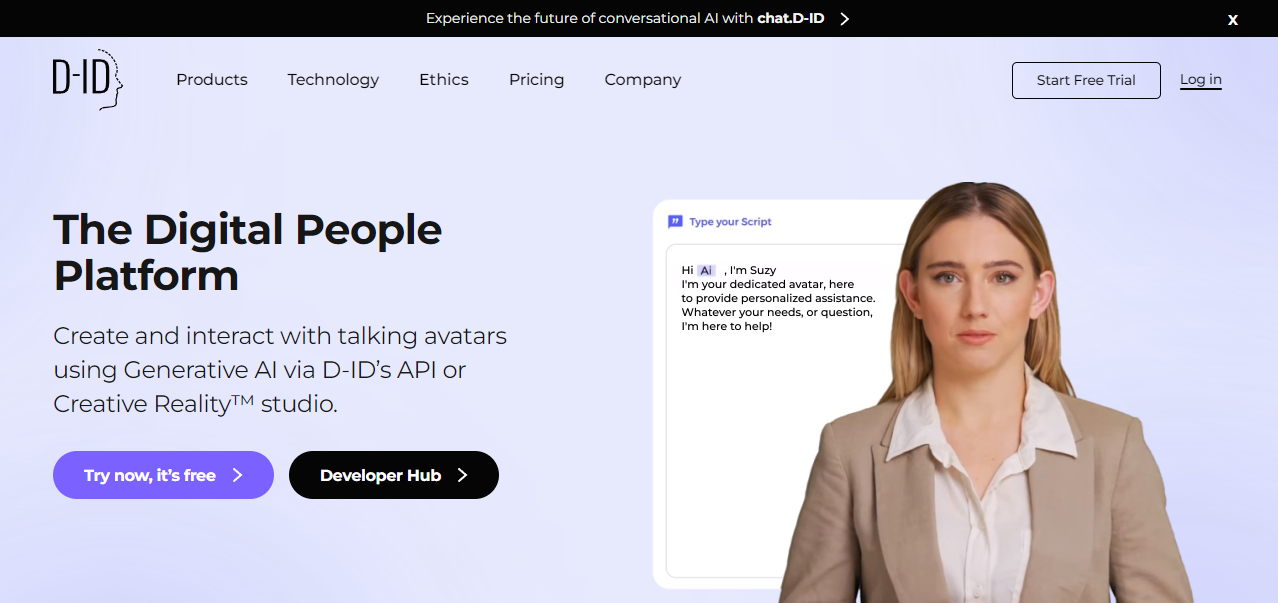 Experience the future of conversational AI with chat.D-ID
X
D-ID
Products Technology Ethics Pricing Company
Start Free Trial Log in
The Digital People
Platform
Create and interact with talking avatars
using Generative AI via D-ID’s API or
Creative Reality™ studio.
Try now, it’s free
Developer Hub
Type your Script
Hi Ai , I'm Suzy
I'm your dedicated avatar, here
to provide personalized assistance.
Whatever your needs, or question,
I'm here to help!